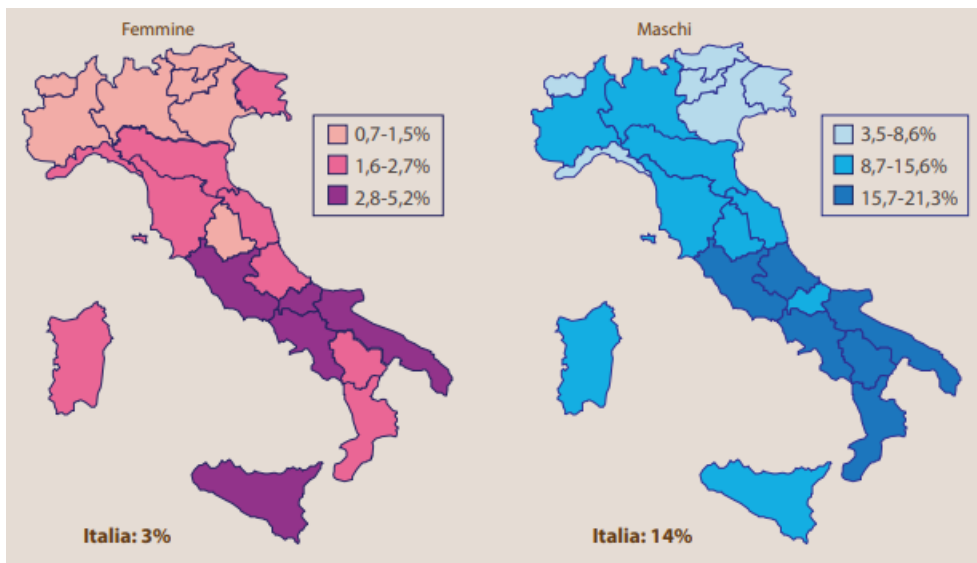 Femmine
0,7-1,5%
1,6-2,7%
2,8-5,2%
Italia: 3%
Maschi
3,5-8,6%
8,7-15,6%
15,7-21,3%
Italia: 14%